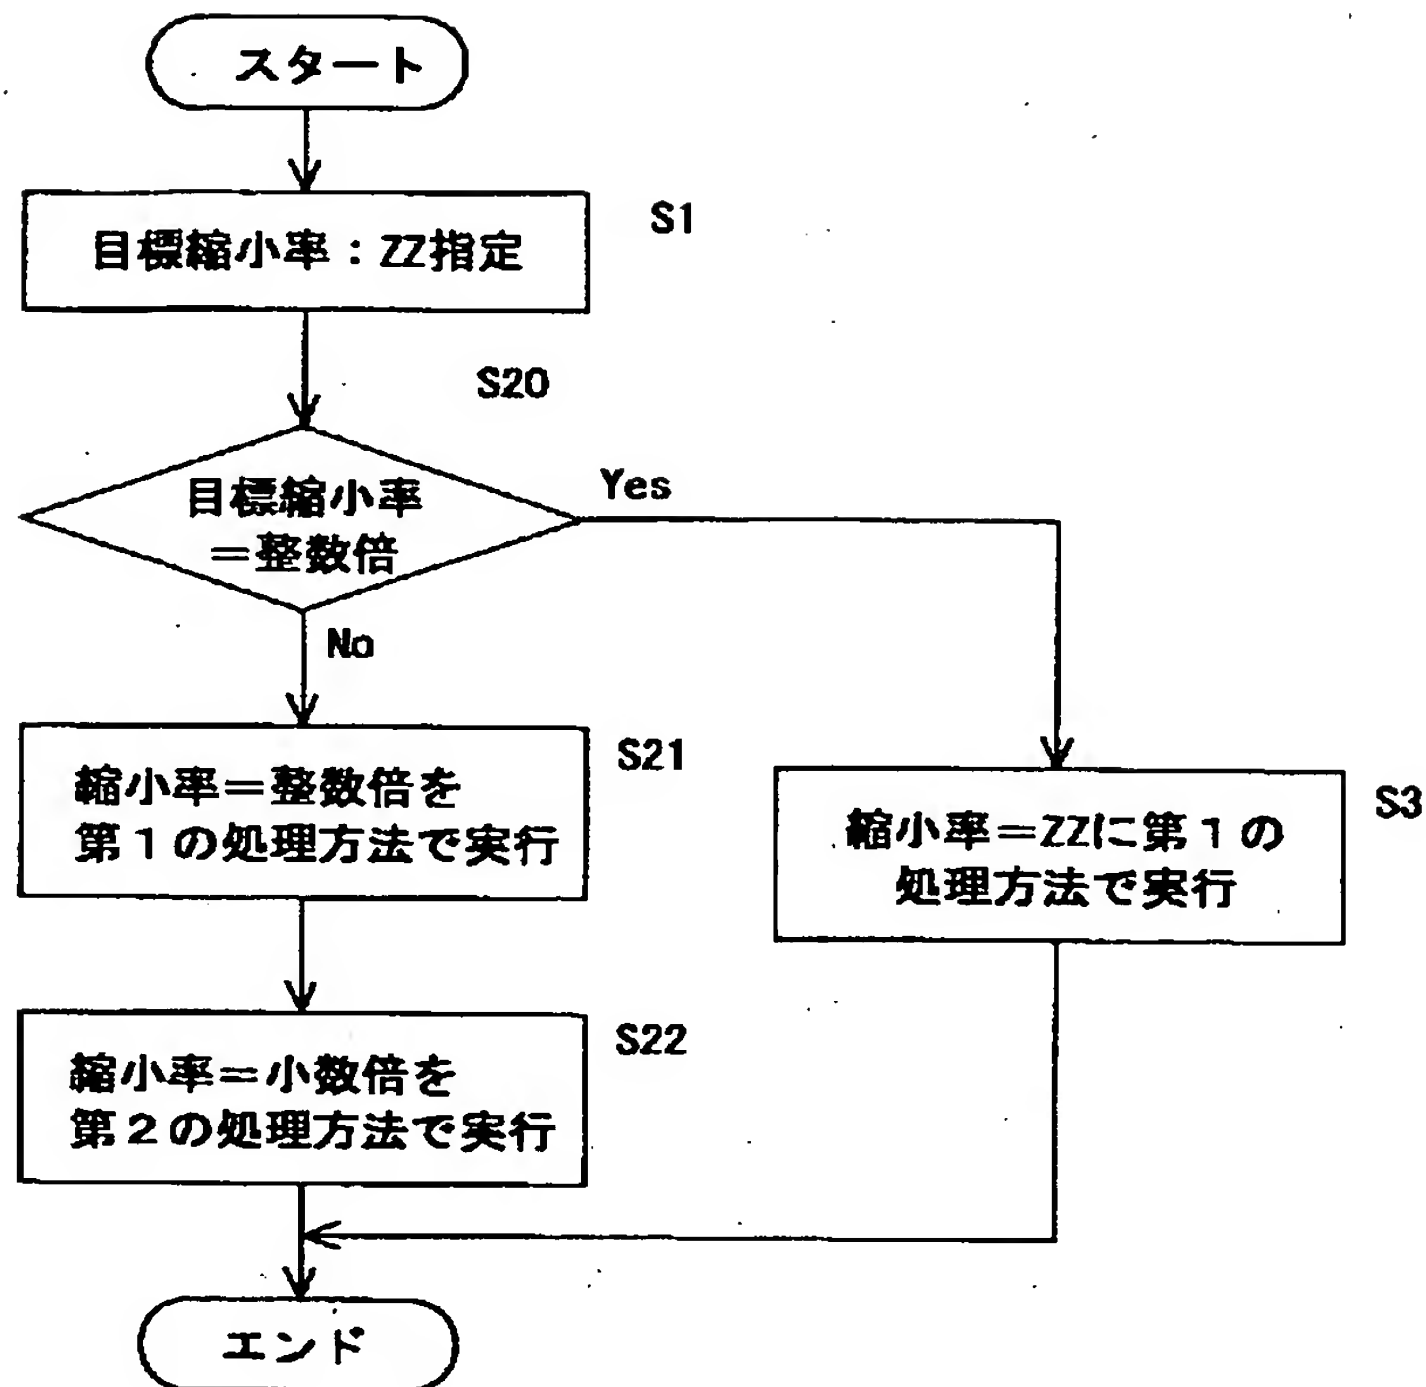 スタート
目標縮小率：ZZ指定
S1
S20
目標縮小率
＝整数倍
Yes
No
縮小率＝整数倍を
第１の処理方法で実行
S21
縮小率＝ZZに第１の
処理方法で実行
S3
縮小率＝小数倍を
第２の処理方法で実行
S22
エンド